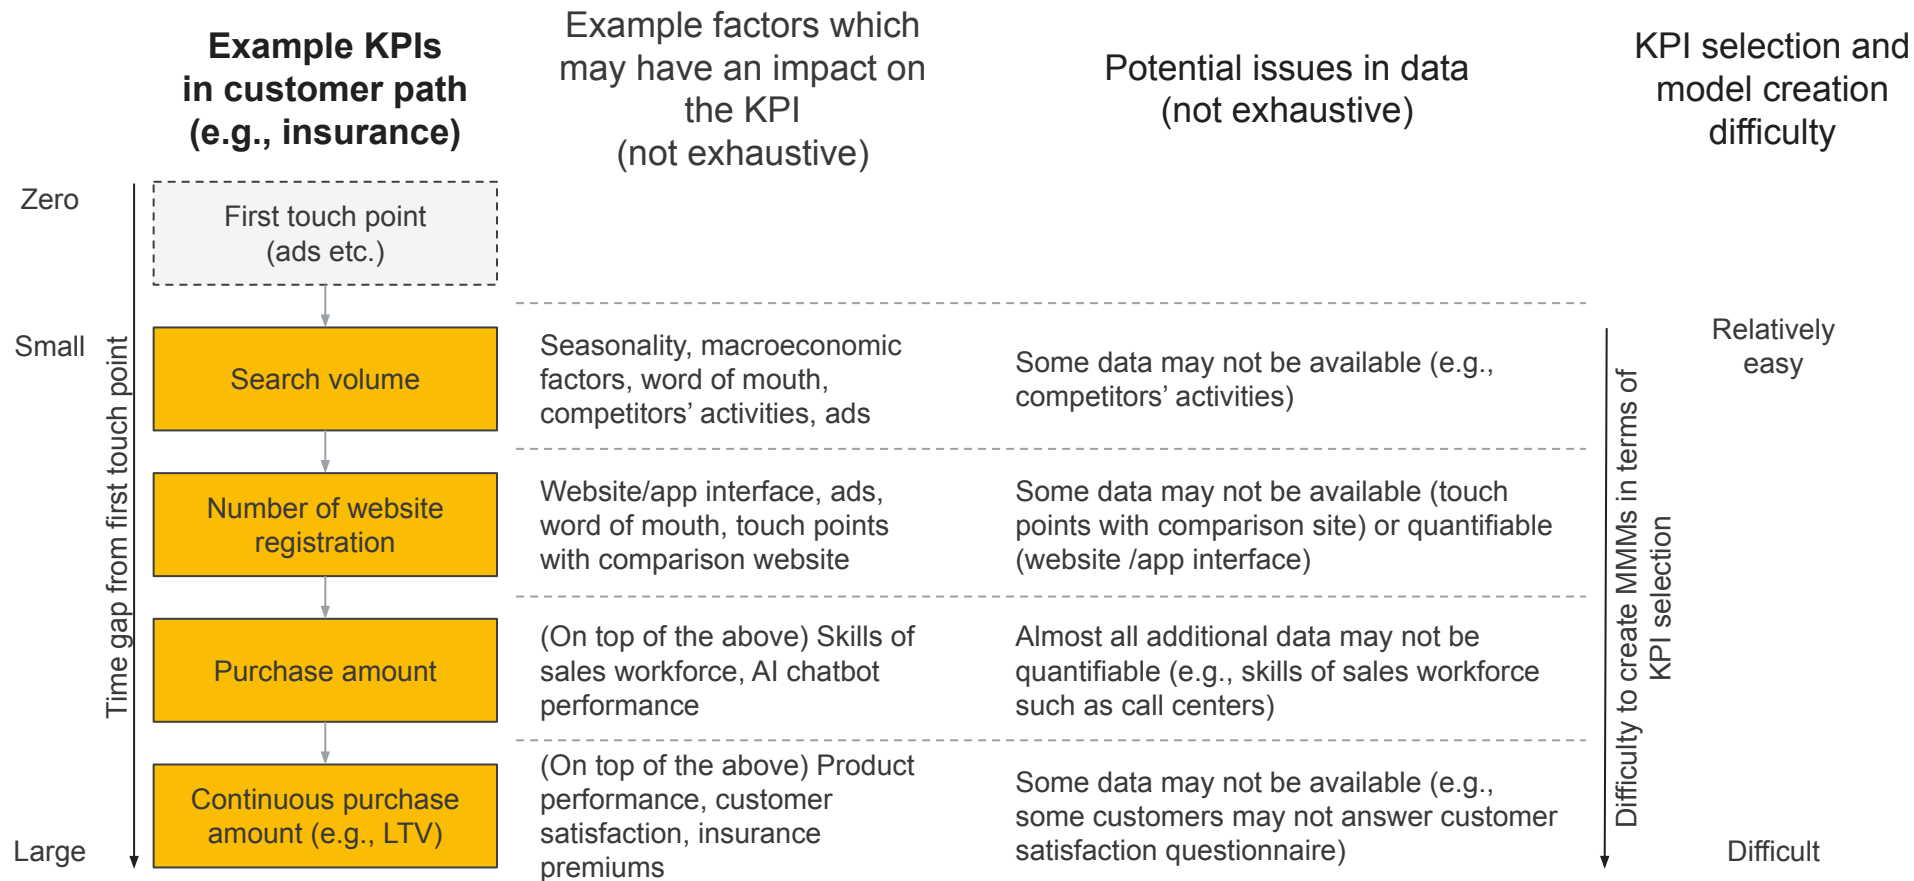 Example KPIs
in customer path
(e.g., insurance)
Example factors which
may have an impact on
the KPI
(not exhaustive)
Potential issues in data
(not exhaustive)
KPI selection and
model creation
difficulty
Zero
Small
Large
Time gap from first touch point
First touch point
(ads etc.)
Search volume
Seasonality, macroeconomic
factors, word of mouth,
competitors’ activities, ads
Some data may not be available (e.g.,
competitors’ activities)
Number of website
registration
Website/app interface, ads,
word of mouth, touch points
with comparison website
Some data may not be available (touch
points with comparison site) or quantifiable
(website /app interface)
Purchase amount
(On top of the above) Skills of
sales workforce, AI chatbot
performance
Almost all additional data may not be
quantifiable (e.g., skills of sales workforce
such as call centers)
Continuous purchase
amount (e.g., LTV)
(On top of the above) Product
performance, customer
satisfaction, insurance
premiums
Some data may not be available (e.g.,
some customers may not answer customer
satisfaction questionnaire)
Difficulty to create MMMs in terms of
KPI selection
Relatively
easy
Difficult